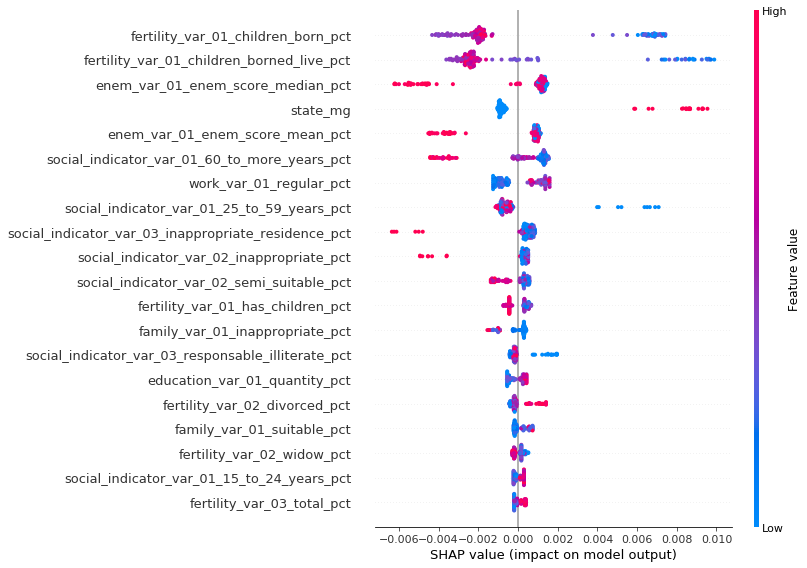 High
fertility_var_01_children_born_pct
fertility_var_01_children_borned_live_pct
enem_var_01_enem_score_median_pct
state_mg
enem_var_01_enem_score_mean_pct
social_indicator_var_01_60_to_more_years_pct
work_var_01_regular_pct
social_indicator_var_01_25_to_59_years_pct
social_indicator_var_03_inappropriate_residence_pct
social_indicator_var_02_inappropriate_pct
social_indicator_var_02_semi_suitable_pct
fertility_var_01_has_children_pct
family_var_01_inappropriate_pct
social_indicator_var_03_responsable_illiterate_pct
education_var_01_quantity_pct
fertility_var_02_divorced_pct
family_var_01_suitable_pct
fertility_var_02_widow_pct
social_indicator_var_01_15_to_24_years_pct
fertility_var_03_total_pct
Feature value
Low
−0.006 −0.004 −0.002 0.000 0.002 0.004 0.006 0.008 0.010
SHAP value (impact on model output)